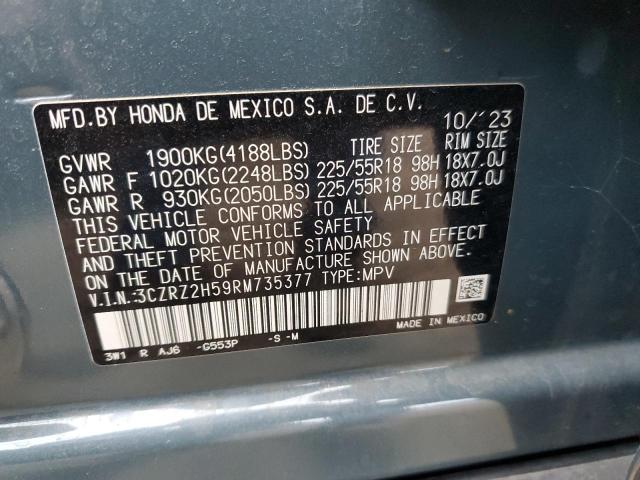 MFD.BY HONDA DE MEXICO S.A. DE C.V. 10/'23
TIRE SIZE RIM SIZE
GVWR 1900KG(4188LBS)
GAWR F 1020KG(2248LBS) 225/55R18 98H 18X7.0J
GAWR R 930KG(2050LBS) 225/55R18 98H 18X7.0J
THIS VEHICLE CONFORMS TO ALL APPLICABLE
FEDERAL MOTOR VEHICLE SAFETY
AND THEFT PREVENTION STANDARDS IN EFFECT
ON THE DATE OF MANUFACTURE SHOWN ABOVE.
V.I.N.:3CZRZ2H59RM735377 TYPE:MPV
3W1 R AJ6 -G553P -S -M
MADE IN MEXICO